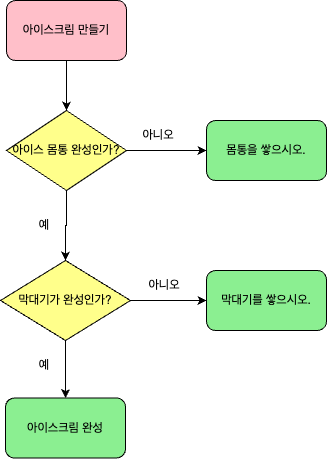 아이스크림 만들기
아이스 몸통 완성인가?
아니오
몸통을 쌓으시오.
예
막대기가 완성인가?
아니오
막대기를 쌓으시오.
예
아이스크림 완성